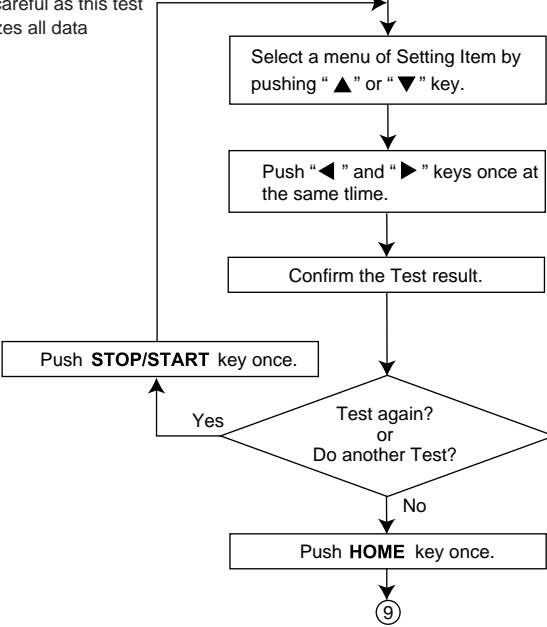 careful as this test
zes all data
Select a menu of Setting Item by
pushing “ ▲ ” or “ ▼ ” key.
Push “ ◀ ” and “ ▶ ” keys once at
the same tlime.
Confirm the Test result.
Push STOP/START key once.
Test again?
or
Do another Test?
Yes
No
Push HOME key once.
9